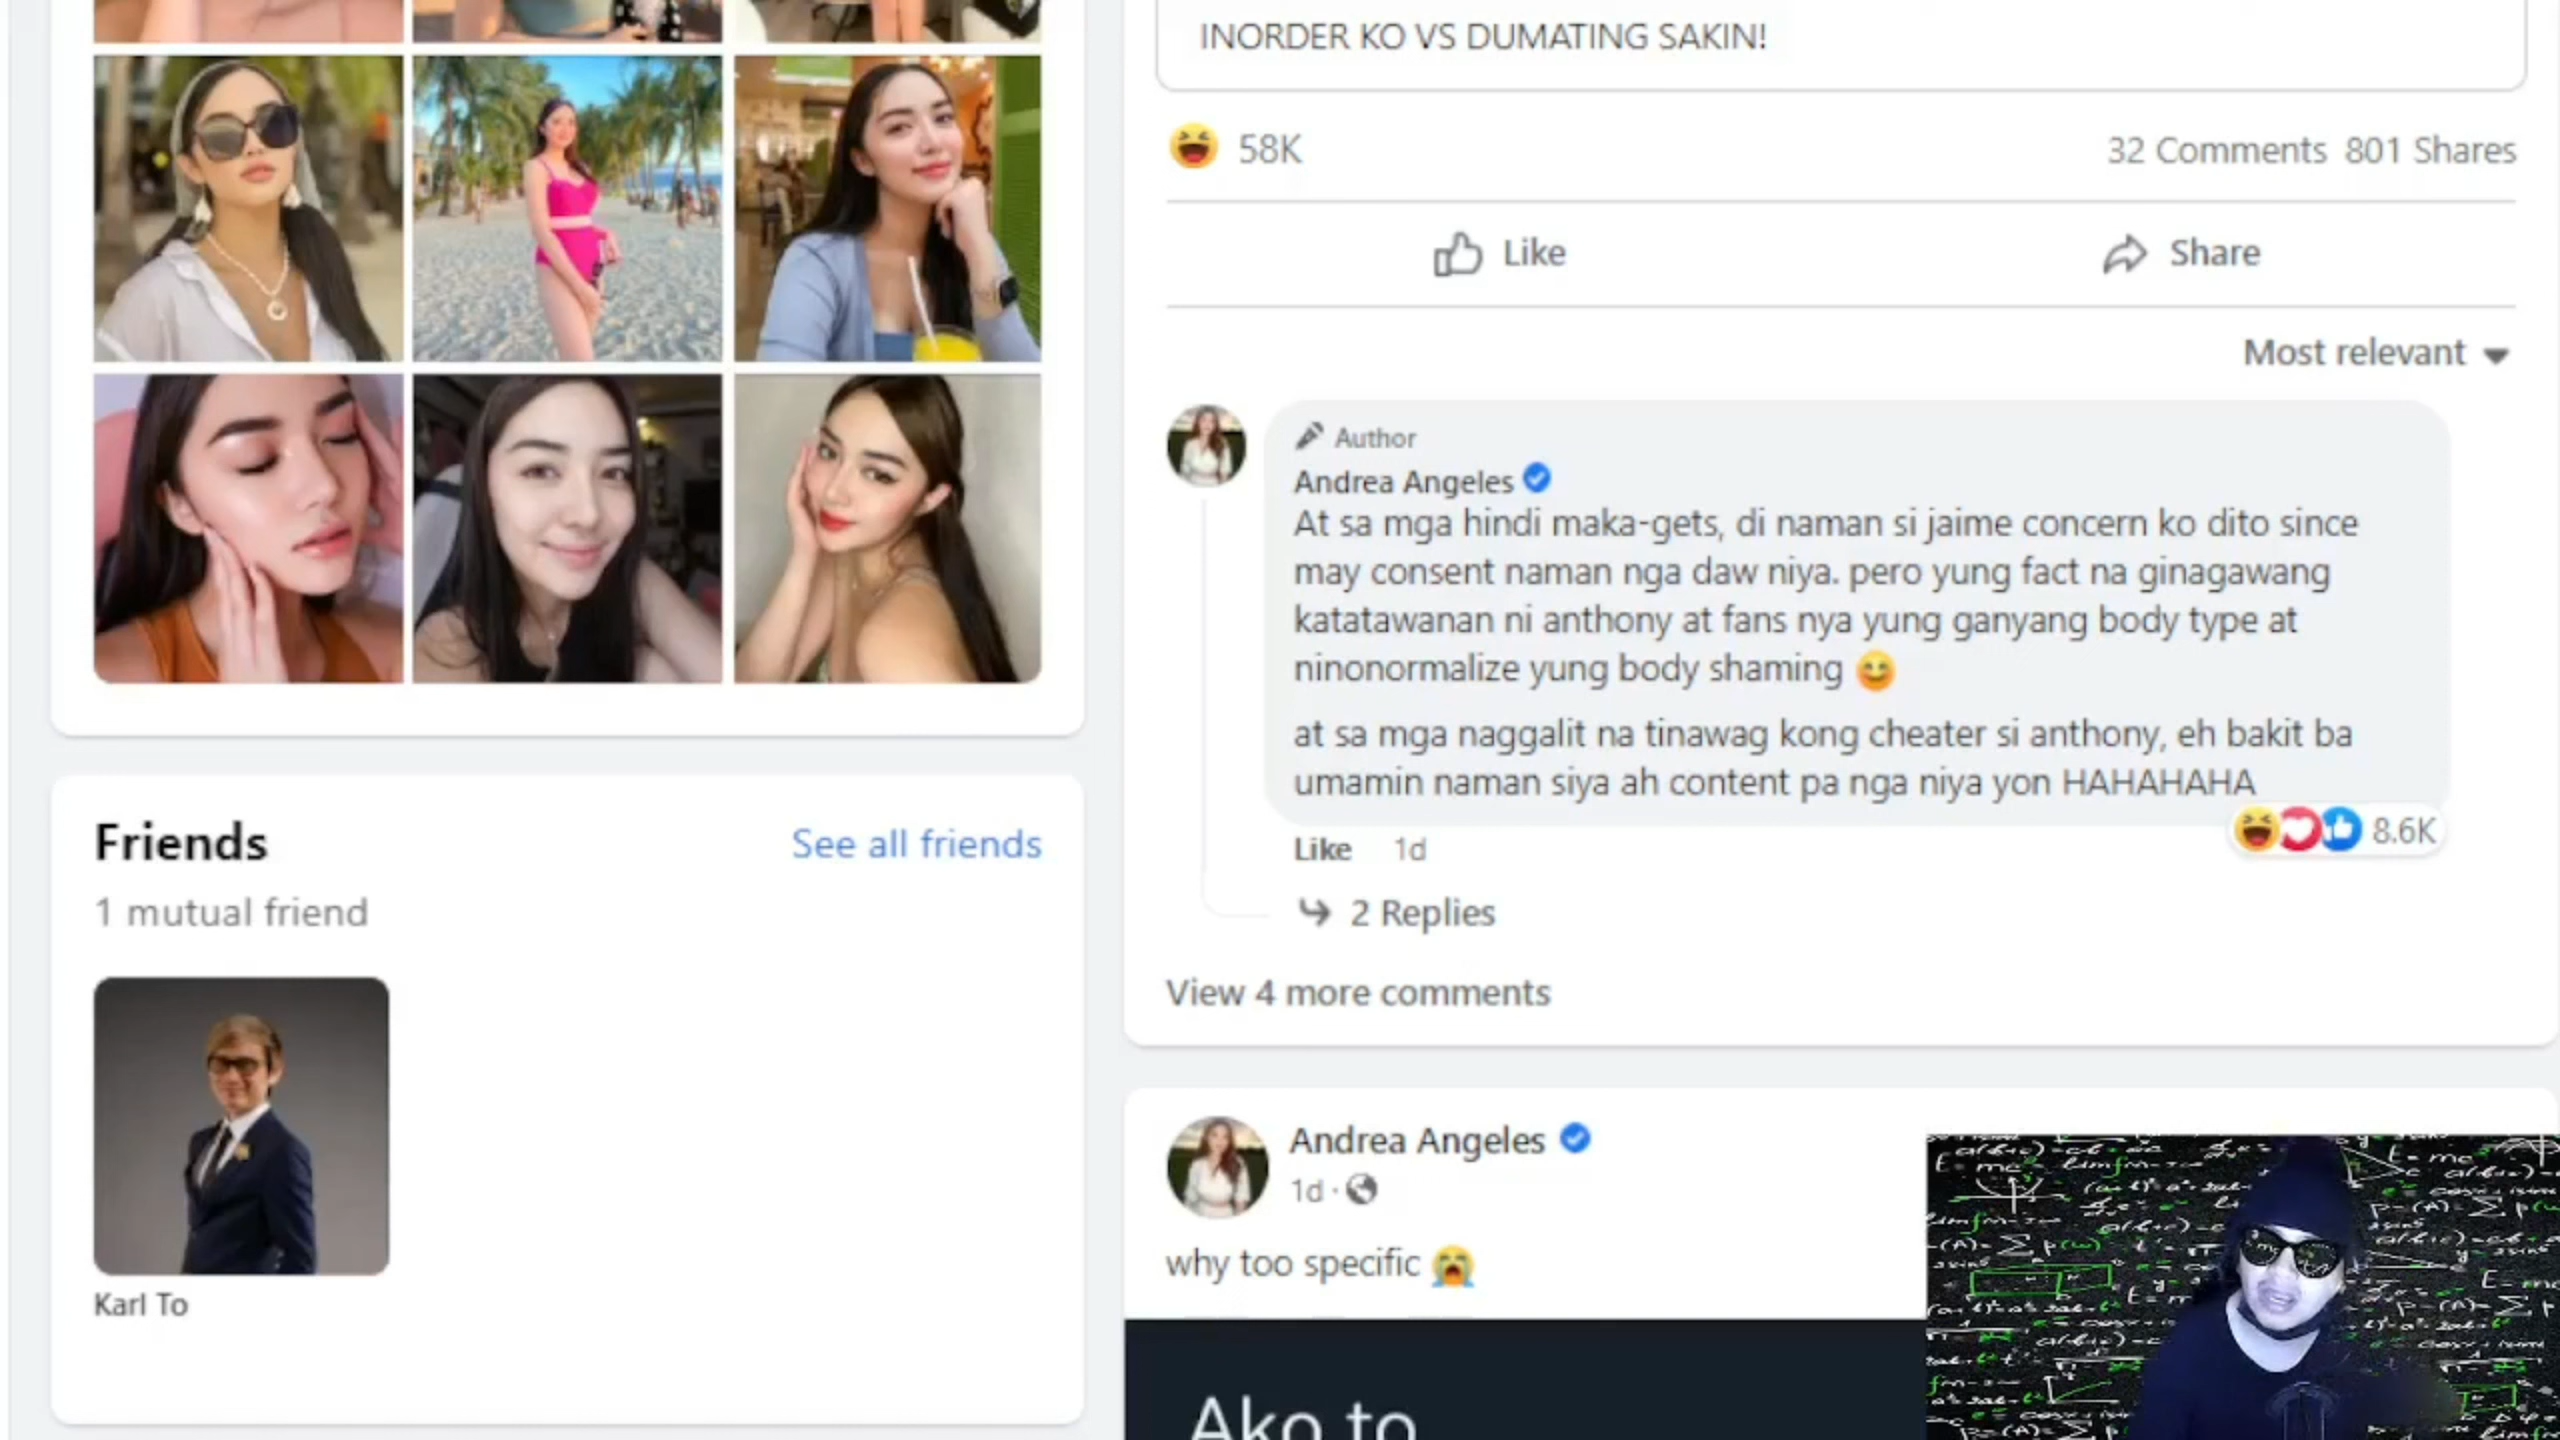 INORDER KO VS DUMATING SAKIN!
58K
32 Comments 801 Shares
Like
Share
Most relevant
Author
Andrea Angeles
At sa mga hindi maka-gets, di naman si jaime concern ko dito since
may consent naman nga daw niya. pero yung fact na ginagawang
katatawanan ni anthony at fans nya yung ganyang body type at
ninonormalize yung body shaming 😊
at sa mga naggalit na tinawag kong cheater si anthony, eh bakit ba
umamin naman siya ah content pa nga niya yon HAHAHAHA
8.6K
Like 1d
2 Replies
View 4 more comments
Friends
See all friends
1 mutual friend
Karl To
Andrea Angeles
1d ·
why too specific 😭
Ako to